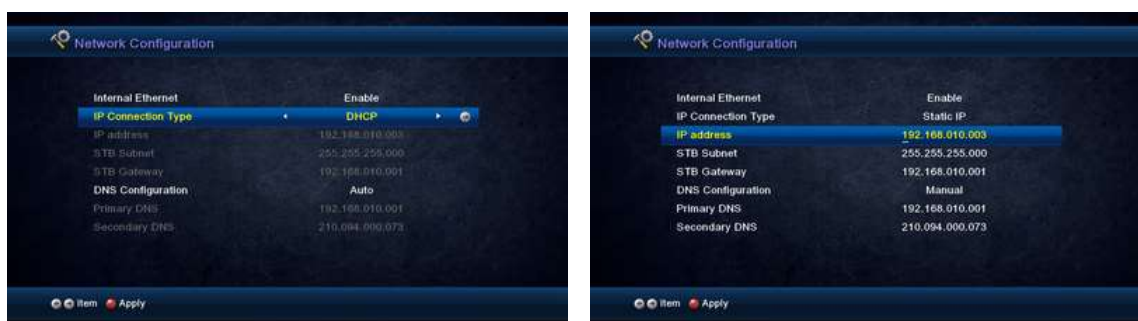 Network Configuration
Internal Ethernet Enable
IP Connection Type DHCP
IP address 192.168.010.003
STB Subnet 255.255.255.000
STB Gateway 192.168.010.001
DNS Configuration Auto
Primary DNS 192.168.010.001
Secondary DNS 210.094.000.073
Item Apply
Network Configuration
Internal Ethernet Enable
IP Connection Type Static IP
IP address 192.168.010.003
STB Subnet 255.255.255.000
STB Gateway 192.168.010.001
DNS Configuration Manual
Primary DNS 192.168.010.001
Secondary DNS 210.094.000.073
Item Apply